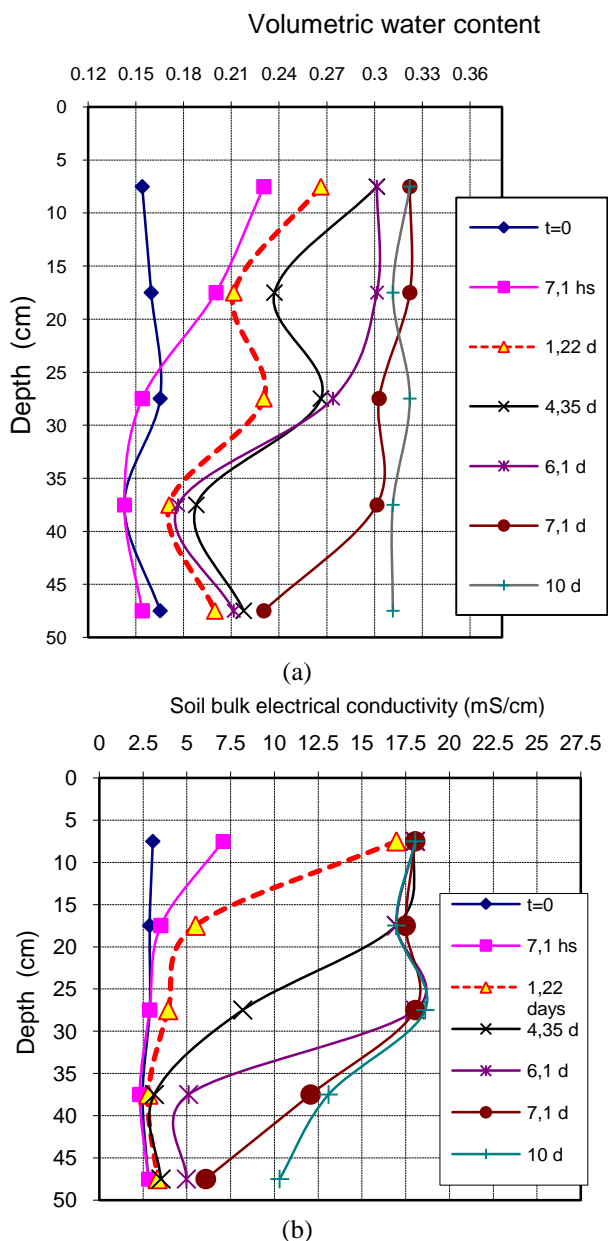 Volumetric water content
0.12 0.15 0.18 0.21 0.24 0.27 0.3 0.33 0.36
0
5
10
15
20
25
30
35
40
45
50
Depth (cm)
t=0
7,1 hs
1,22 d
4,35 d
6,1 d
7,1 d
10 d
(a)
Soil bulk electrical conductivity (mS/cm)
0 2.5 5 7.5 10 12.5 15 17.5 20 22.5 25 27.5
0
5
10
15
20
25
30
35
40
45
50
Depth (cm)
t=0
7,1 hs
1,22
days
4,35 d
6,1 d
7,1 d
10 d
(b)